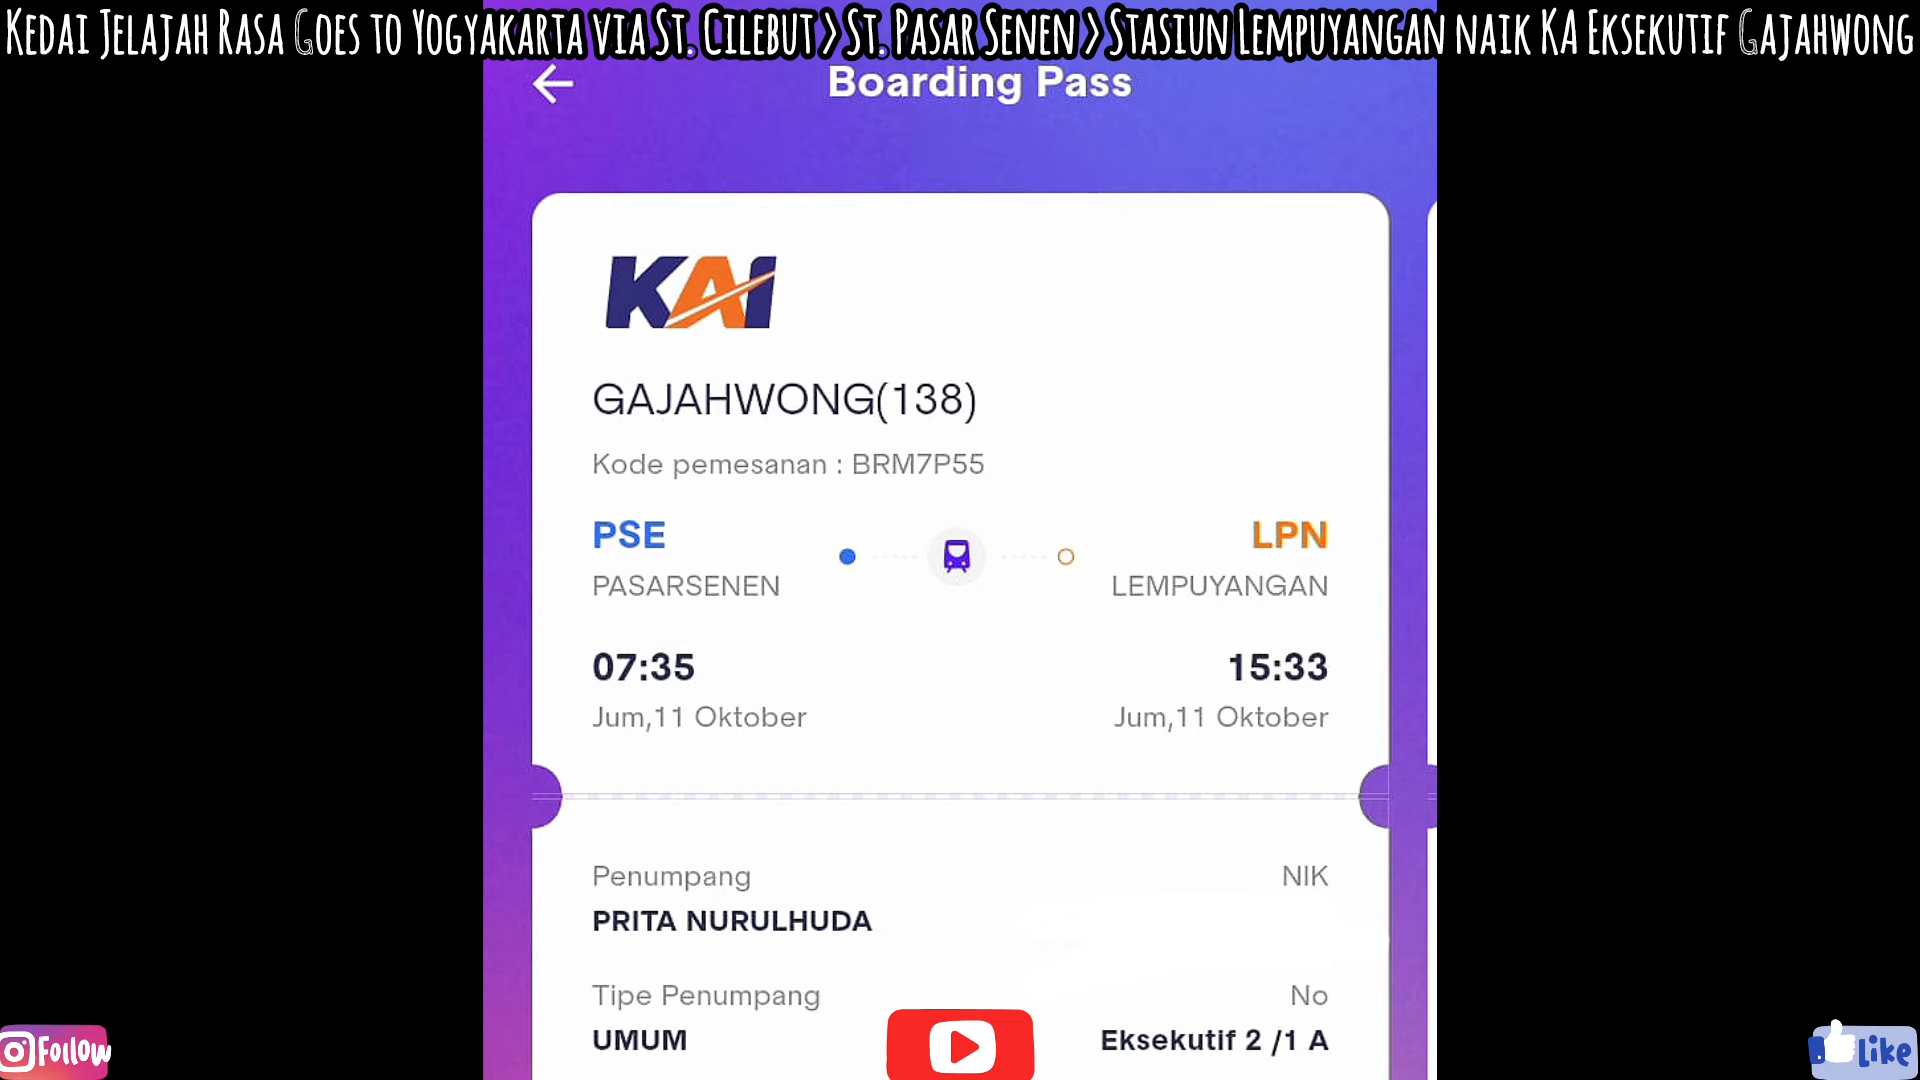 Kedai Jelajah Rasa Goes to Yogyakarta via St. Cilebut > St. Pasar Senen > Stasiun Lempuyangan naik KA Eksekutif Gajahwong
Boarding Pass
KAI
GAJAHWONG(138)
Kode pemesanan : BRM7P55
PSE LPN
PASARSENEN LEMPUYANGAN
07:35 15:33
Jum,11 Oktober Jum,11 Oktober
Penumpang NIK
PRITA NURULHUDA
Tipe Penumpang No
UMUM Eksekutif 2 /1 A
Follow Like